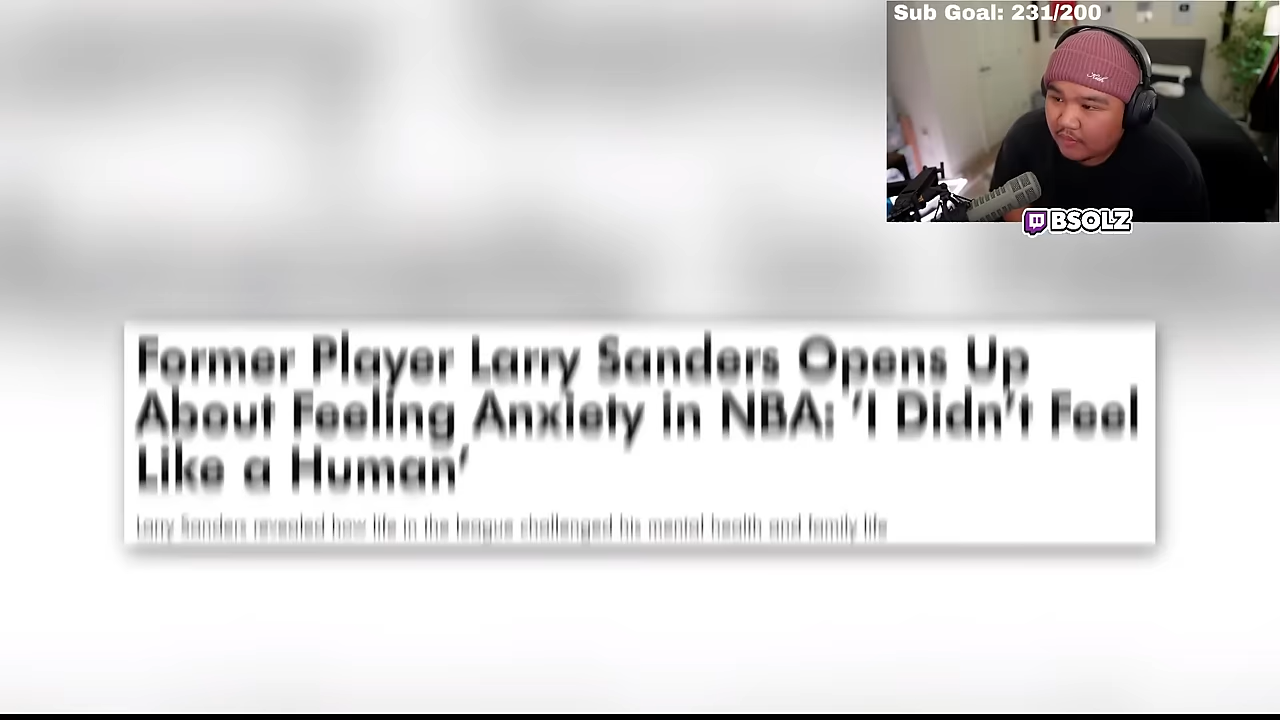 Sub Goal: 231/200
BSOLZ
Former Player Larry Sanders Opens Up
About Feeling Anxiety in NBA: 'I Didn't Feel
Like a Human'
Larry Sanders revealed how life in the league challenged his mental health and family life